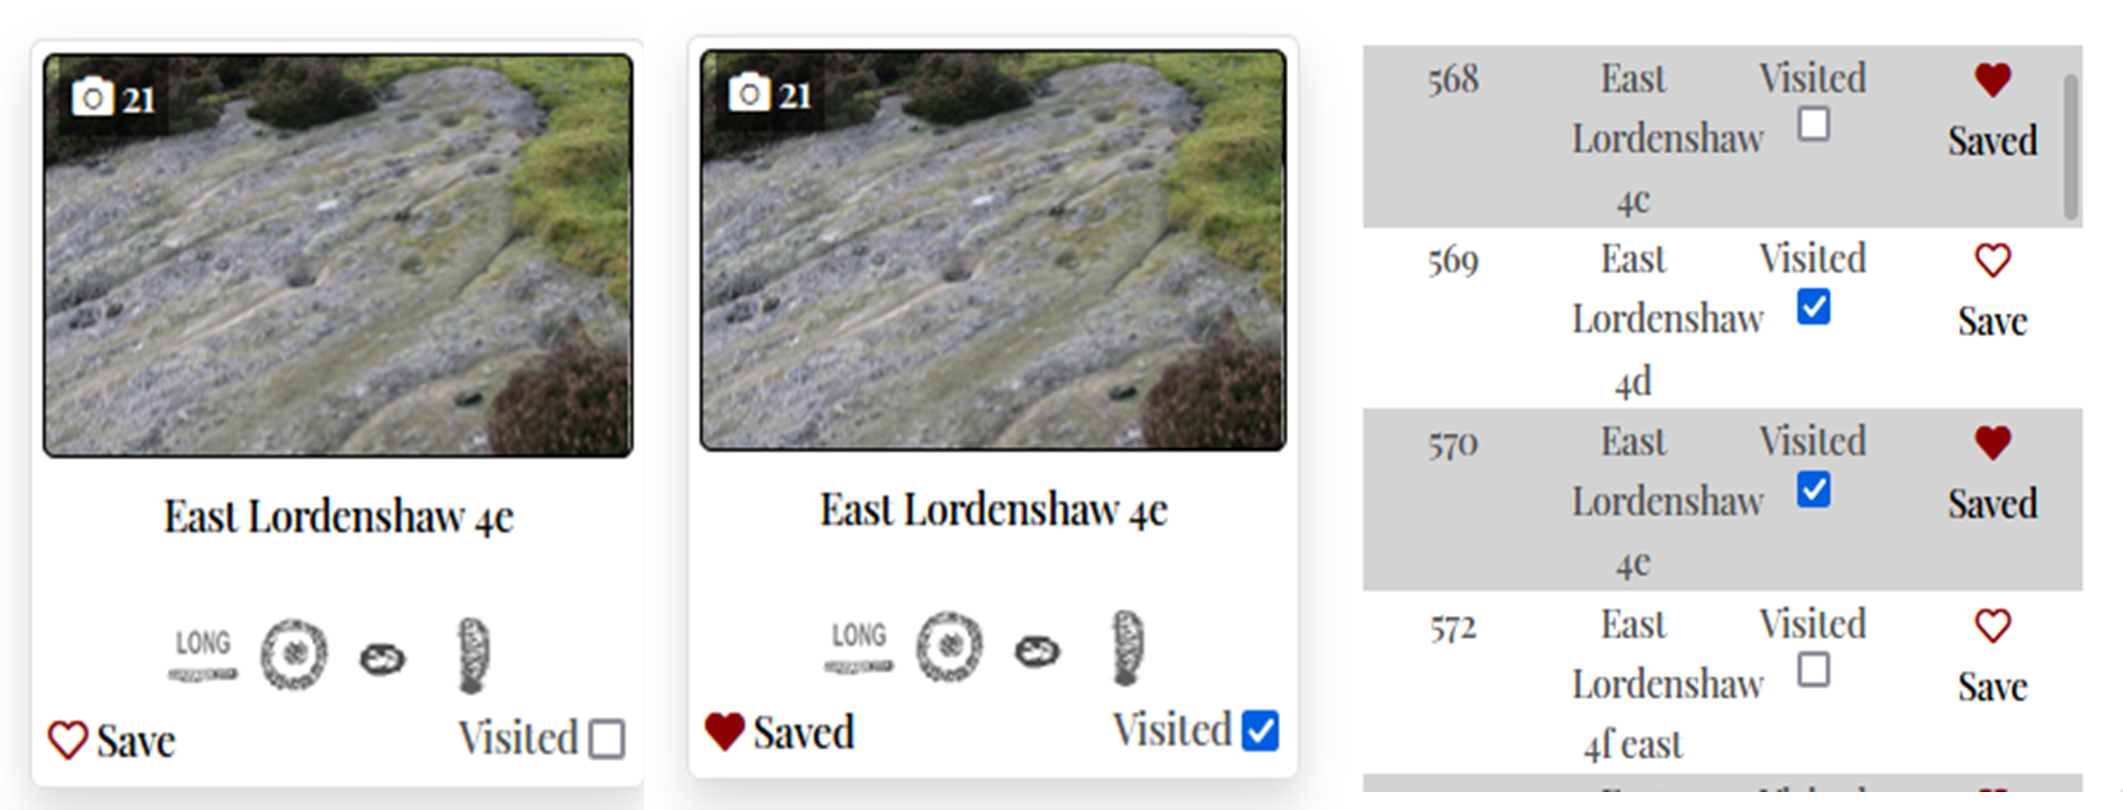 21
East Lordenshaw 4e
LONG
Save Visited
21
East Lordenshaw 4e
LONG
Saved Visited
568 East Visited
Lordenshaw Saved
4c
569 East Visited
Lordenshaw Save
4d
570 East Visited
Lordenshaw Saved
4e
572 East Visited
Lordenshaw Save
4f east